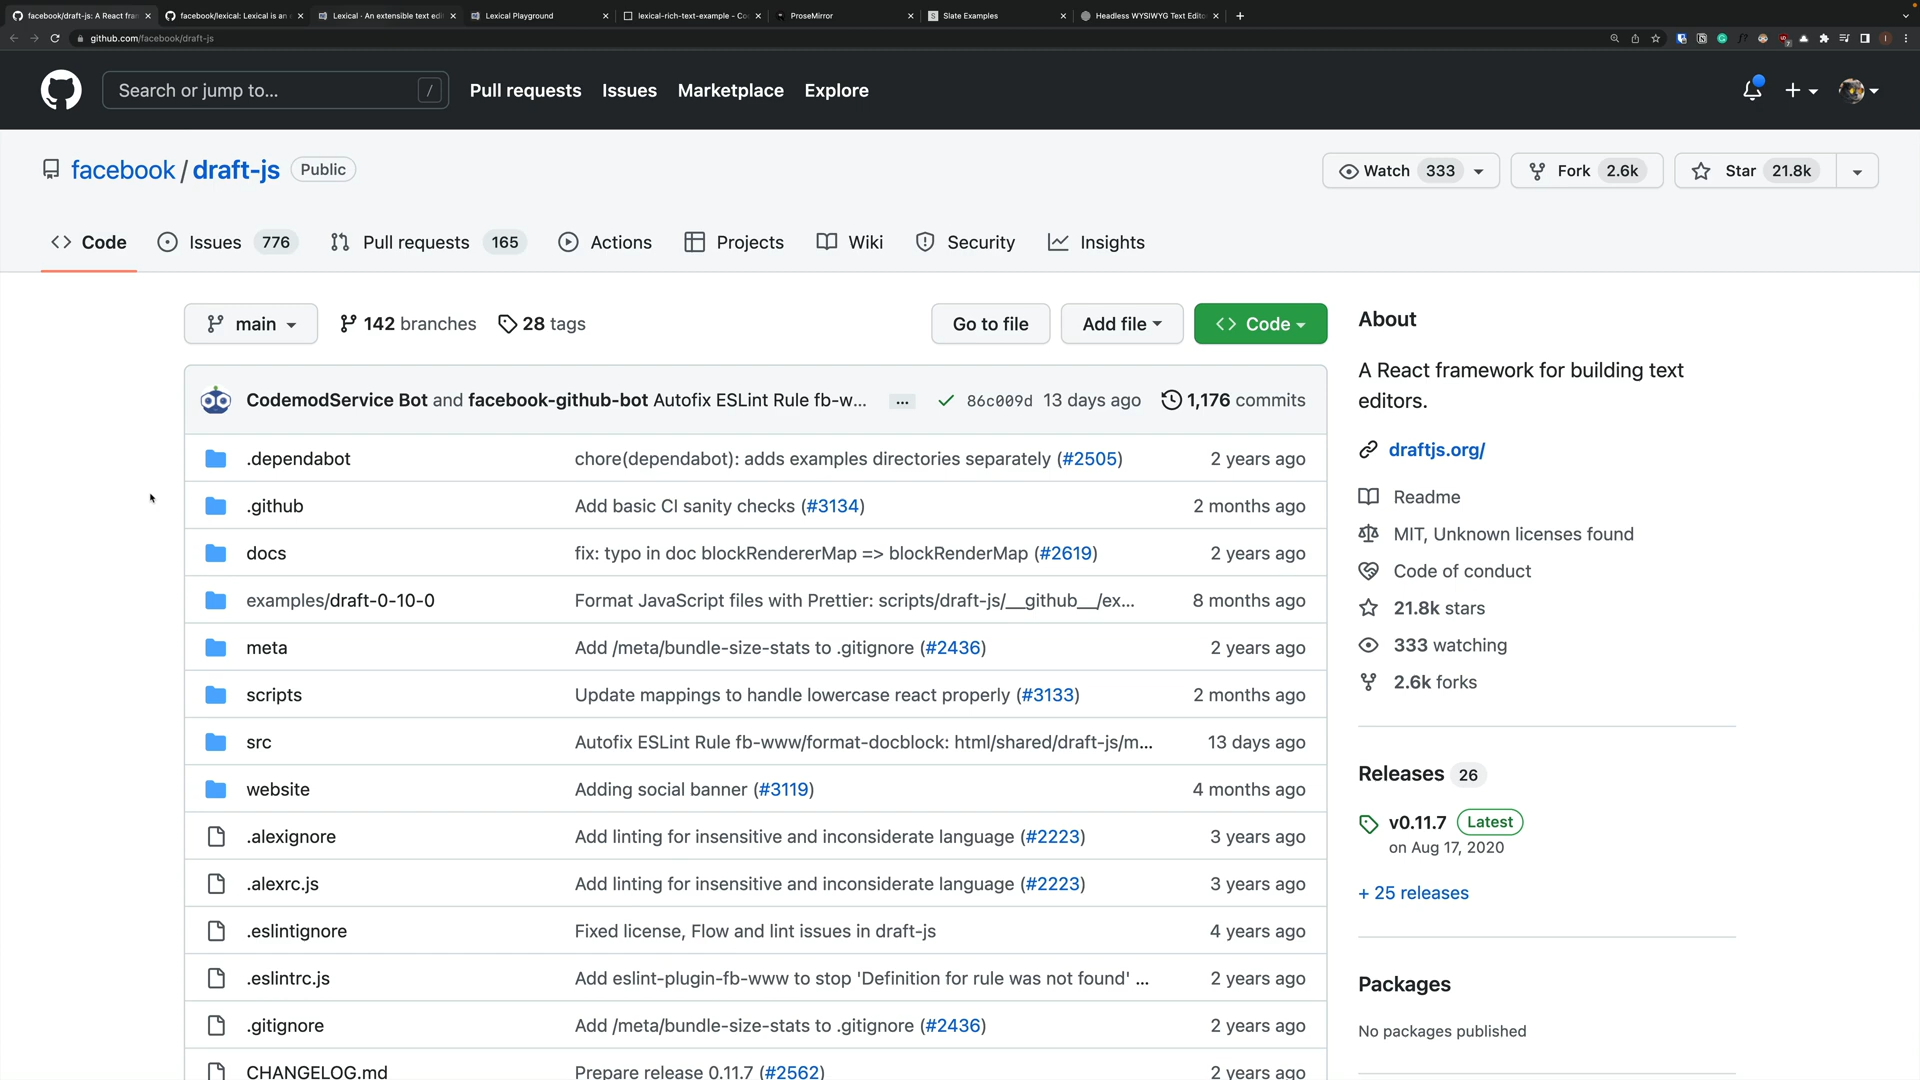 facebook/draft-js: A React fram
facebook/lexical: Lexical is an e
Lexical · An extensible text edit
Lexical Playground
lexical-rich-text-example - Co
ProseMirror
Slate Examples
Headless WYSIWYG Text Edito
github.com/facebook/draft-js
Search or jump to...
/
Pull requests
Issues
Marketplace
Explore
facebook / draft-js
Public
Watch 333
Fork 2.6k
Star 21.8k
Code
Issues 776
Pull requests 165
Actions
Projects
Wiki
Security
Insights
main
142 branches
28 tags
Go to file
Add file
Code
CodemodService Bot and facebook-github-bot Autofix ESLint Rule fb-w... ... 86c009d 13 days ago 1,176 commits
.dependabot chore(dependabot): adds examples directories separately (#2505) 2 years ago
.github Add basic CI sanity checks (#3134) 2 months ago
docs fix: typo in doc blockRendererMap => blockRenderMap (#2619) 2 years ago
examples/draft-0-10-0 Format JavaScript files with Prettier: scripts/draft-js/__github__/ex... 8 months ago
meta Add /meta/bundle-size-stats to .gitignore (#2436) 2 years ago
scripts Update mappings to handle lowercase react properly (#3133) 2 months ago
src Autofix ESLint Rule fb-www/format-docblock: html/shared/draft-js/m... 13 days ago
website Adding social banner (#3119) 4 months ago
.alexignore Add linting for insensitive and inconsiderate language (#2223) 3 years ago
.alexrc.js Add linting for insensitive and inconsiderate language (#2223) 3 years ago
.eslintignore Fixed license, Flow and lint issues in draft-js 4 years ago
.eslintrc.js Add eslint-plugin-fb-www to stop 'Definition for rule was not found' ... 2 years ago
.gitignore Add /meta/bundle-size-stats to .gitignore (#2436) 2 years ago
CHANGELOG.md Prepare release 0.11.7 (#2562) 2 years ago
About
A React framework for building text
editors.
draftjs.org/
Readme
MIT, Unknown licenses found
Code of conduct
21.8k stars
333 watching
2.6k forks
Releases 26
v0.11.7 Latest
on Aug 17, 2020
+ 25 releases
Packages
No packages published